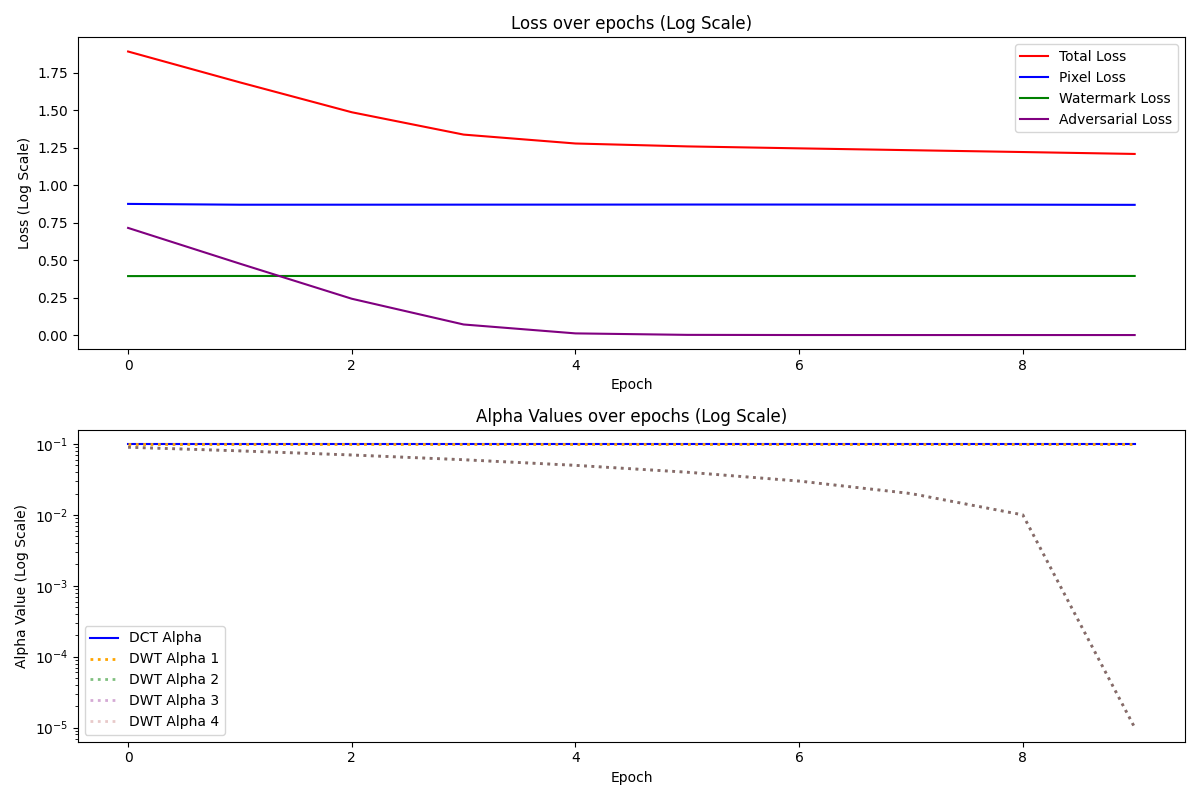 Loss over epochs (Log Scale)
Loss (Log Scale)
1.75
1.50
1.25
1.00
0.75
0.50
0.25
0.00
Total Loss
Pixel Loss
Watermark Loss
Adversarial Loss
0 2 4 6 8
Epoch
Alpha Values over epochs (Log Scale)
Alpha Value (Log Scale)
10⁻¹
10⁻²
10⁻³
10⁻⁴
10⁻⁵
DCT Alpha
DWT Alpha 1
DWT Alpha 2
DWT Alpha 3
DWT Alpha 4
0 2 4 6 8
Epoch